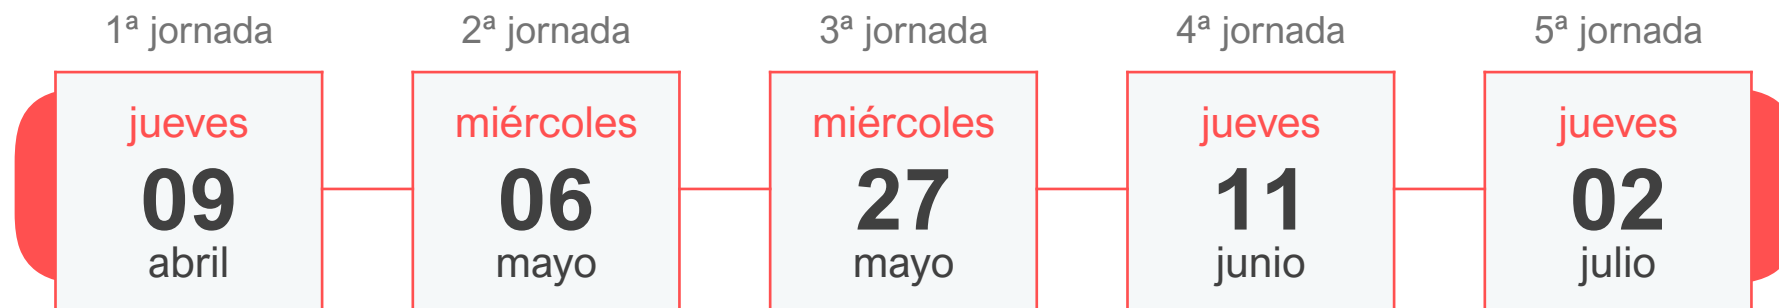 1ª jornada
2ª jornada
3ª jornada
4ª jornada
5ª jornada
jueves
09
abril
miércoles
06
mayo
miércoles
27
mayo
jueves
11
junio
jueves
02
julio